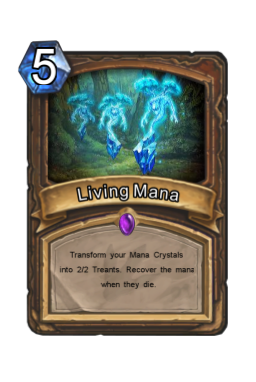 5
Living Mana
Transform your Mana Crystals
into 2/2 Treants. Recover the mana
when they die.